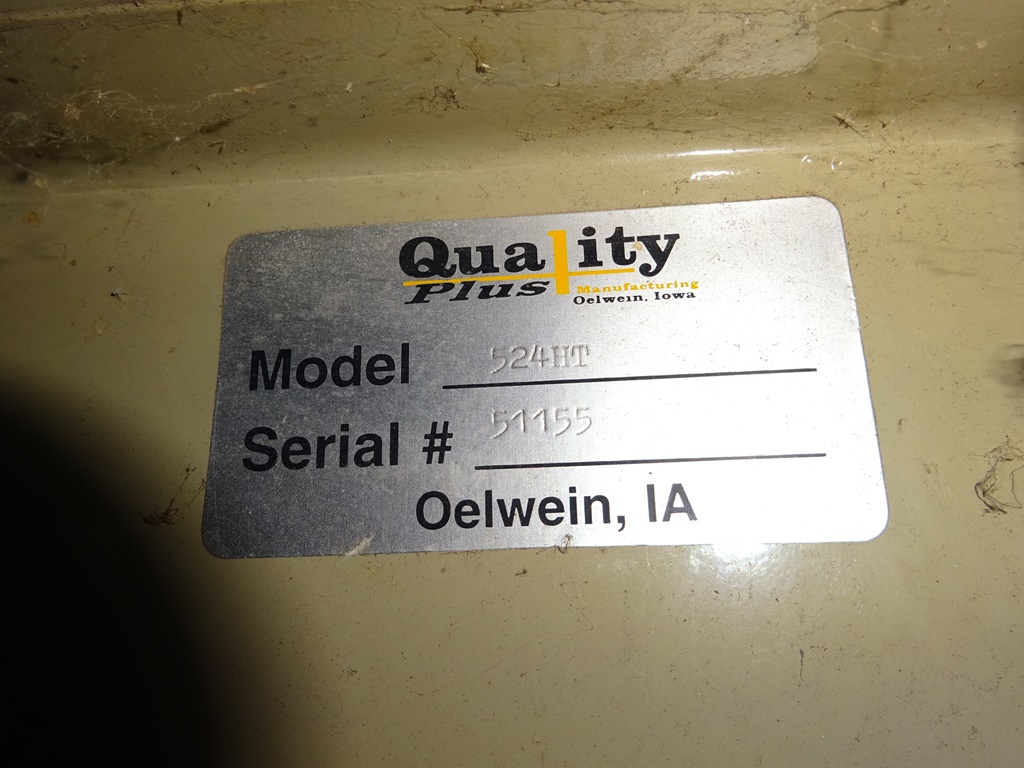 Quality
Plus Manufacturing
Oelwein, Iowa
Model 524HT
Serial # 51155
Oelwein, IA